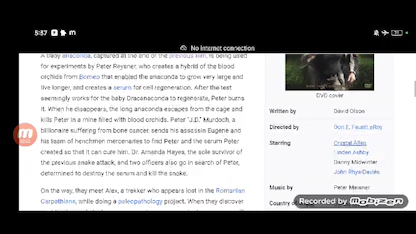 5:37
No internet connection
A baby anaconda, captured at the end of the previous film, is being used
for experiments by Peter Reysner, who creates a hybrid of the blood
orchids from Borneo that enabled the anaconda to grow very large and
live longer, and creates a serum for cell regeneration. After the test
seemingly works for the baby Dracanaconda to regenerate, Peter burns
it. When he disappears, the long anaconda escapes from the cage and
kills Peter in a mine filled with blood orchids. Peter "J.D." Murdoch, a
billionaire suffering from bone cancer, sends his assassin Eugene and
his team of henchmen mercenaries to find Peter and the serum Peter
created so that it can cure him. Dr. Amanda Hayes, the sole survivor of
the previous snake attack, and two officers also go in search of Peter,
determined to destroy the serum and kill the snake.
On the way, they meet Alex, a trekker who appears lost in the Romanian
Carpathians, while doing a paleopathology project. When they discover
DVD cover
Written by David Olson
Directed by Don E. FauntLeRoy
Starring Crystal Allen
Linden Ashby
Danny Midwinter
John Rhys-Davies
Music by Peter Meisner
Country o
Recorded by
mobizen